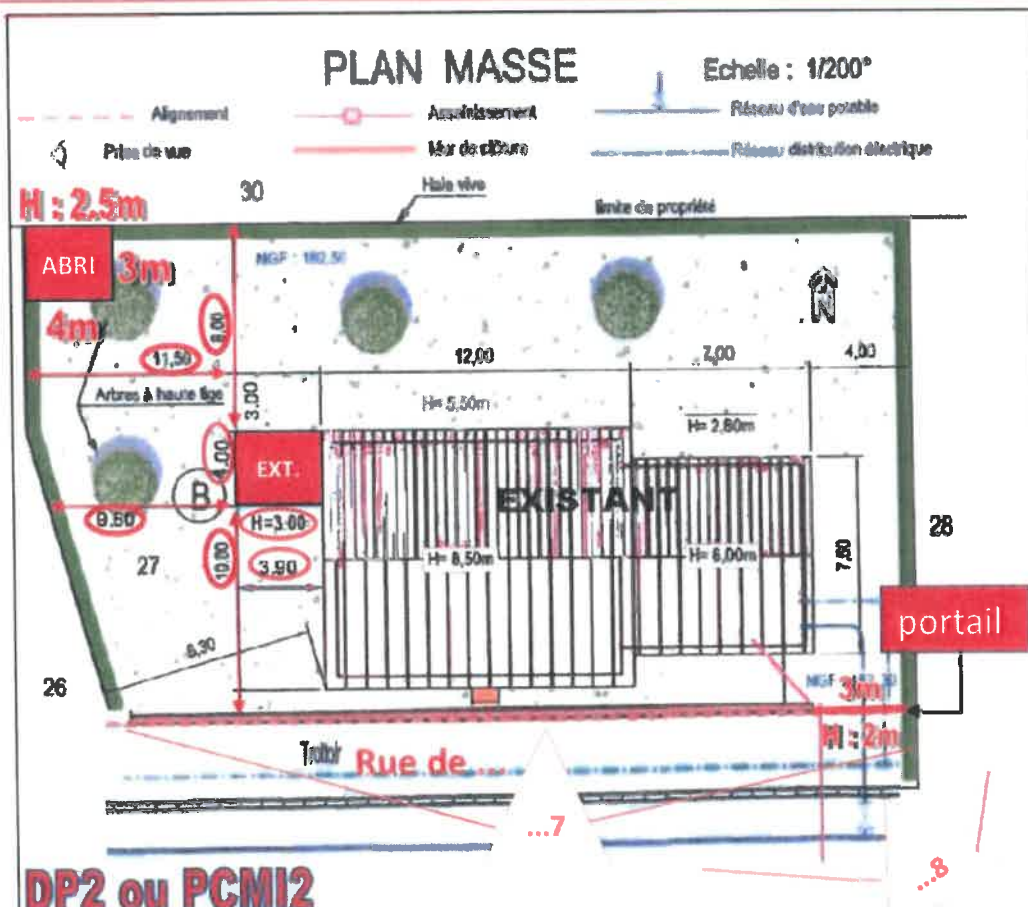 PLAN MASSE
Echelle : 1/200°
Alignement
Assainissement
Réseau d'eau potable
Prise de vue
Mur de clôture
Réseau distribution électrique
H : 2.5m
30
Haie vive
limite de propriété
ABRI
3m
NGF : 182.50
N
4m
8,00
11,50
12,00
7,00
4,00
Arbres à haute tige
3.00
H= 5,50m
H= 2,80m
4.00
EXT.
B
EXISTANT
9.60
H=3.00
28
27
10.00
3.90
H= 8,50m
H= 6,00m
7,60
portail
6,30
26
NGF
3m
H : 2m
Trottoir
Rue de ...
...7
...8
DP2 ou PCMI2